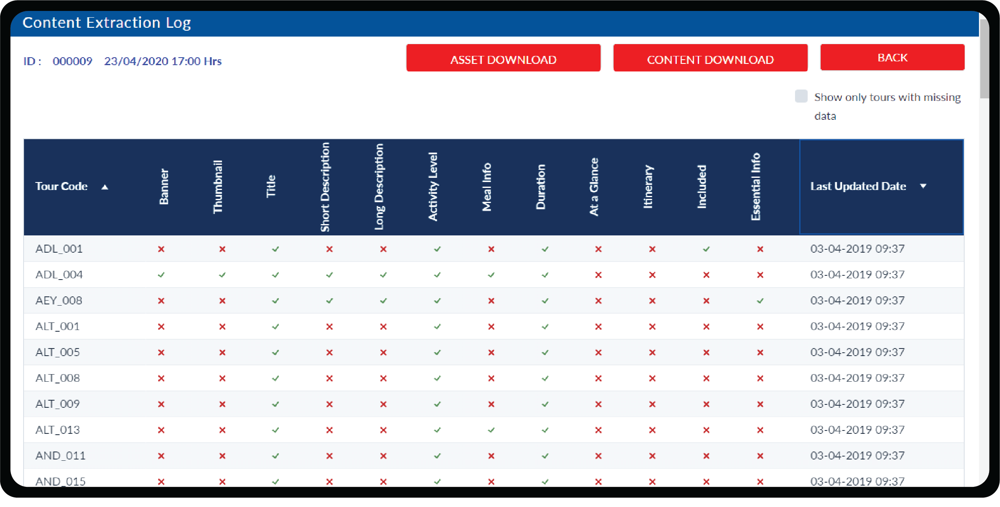 Content Extraction Log
ID : 000009 23/04/2020 17:00 Hrs
ASSET DOWNLOAD
CONTENT DOWNLOAD
BACK
Show only tours with missing
data
Tour Code ▲ Banner Thumbnail Title Short Description Long Description Activity Level Meal Info Duration At a Glance Itinerary Included Essential Info Last Updated Date ▼
ADL_001 ✗ ✗ ✓ ✗ ✗ ✓ ✗ ✓ ✗ ✗ ✓ ✗ 03-04-2019 09:37
ADL_004 ✓ ✓ ✓ ✓ ✓ ✓ ✓ ✓ ✗ ✗ ✗ ✗ 03-04-2019 09:37
AEY_008 ✗ ✗ ✓ ✓ ✓ ✓ ✗ ✓ ✗ ✗ ✗ ✓ 03-04-2019 09:37
ALT_001 ✗ ✗ ✓ ✗ ✗ ✓ ✗ ✓ ✗ ✗ ✗ ✗ 03-04-2019 09:37
ALT_005 ✗ ✗ ✓ ✗ ✗ ✓ ✗ ✓ ✗ ✗ ✗ ✗ 03-04-2019 09:37
ALT_008 ✗ ✗ ✓ ✗ ✗ ✓ ✗ ✓ ✗ ✗ ✗ ✗ 03-04-2019 09:37
ALT_009 ✗ ✗ ✓ ✗ ✗ ✓ ✗ ✓ ✗ ✗ ✗ ✗ 03-04-2019 09:37
ALT_013 ✗ ✗ ✓ ✗ ✗ ✓ ✓ ✓ ✗ ✗ ✗ ✗ 03-04-2019 09:37
AND_011 ✗ ✗ ✓ ✗ ✗ ✓ ✗ ✓ ✗ ✗ ✗ ✗ 03-04-2019 09:37
AND_015 ✗ ✗ ✓ ✗ ✗ ✓ ✗ ✓ ✗ ✗ ✗ ✗ 03-04-2019 09:37